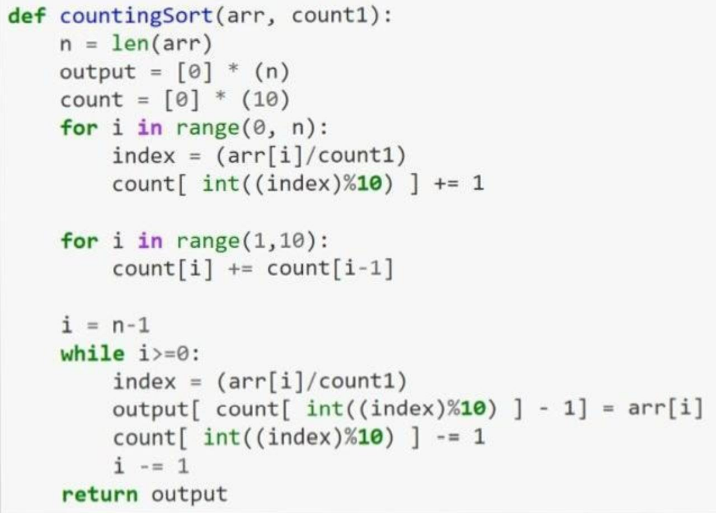 def countingSort(arr, count1):
    n = len(arr)
    output = [0] * (n)
    count = [0] * (10)
    for i in range(0, n):
        index = (arr[i]/count1)
        count[ int((index)%10) ] += 1

    for i in range(1,10):
        count[i] += count[i-1]

    i = n-1
    while i>=0:
        index = (arr[i]/count1)
        output[ count[ int((index)%10) ] - 1] = arr[i]
        count[ int((index)%10) ] -= 1
        i -= 1
    return output